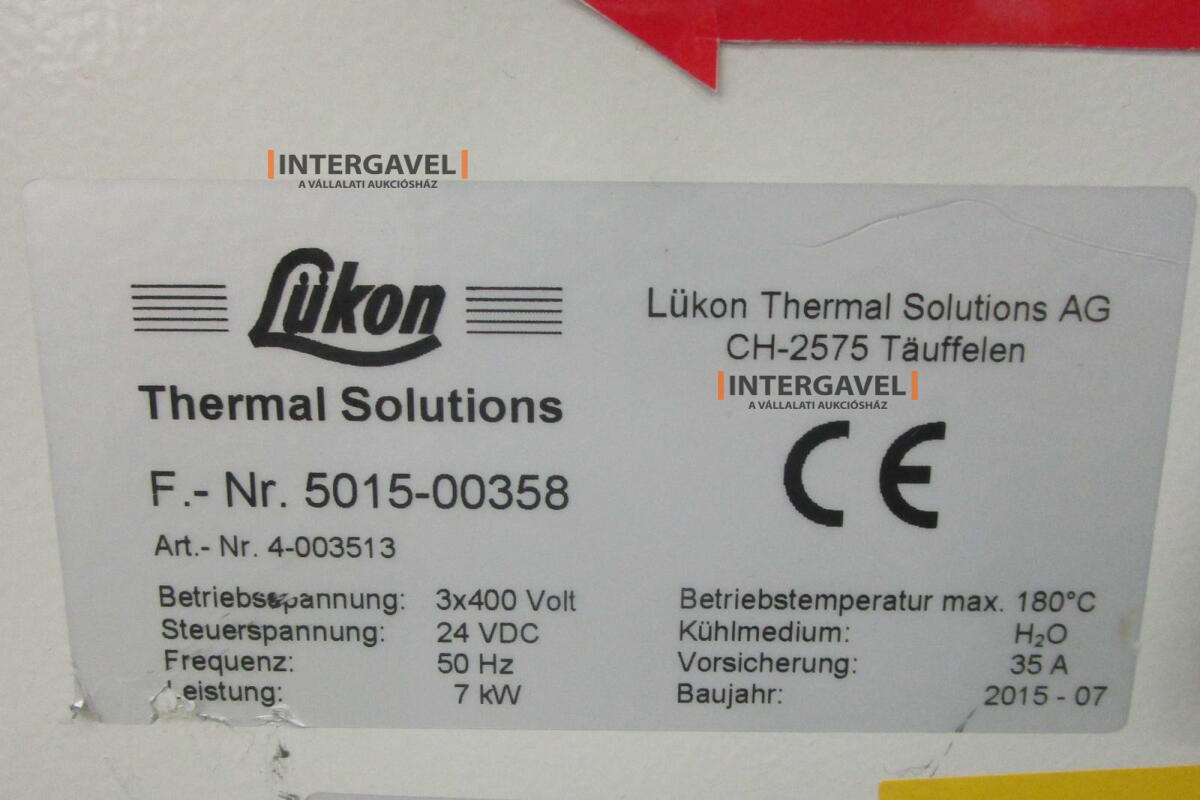 INTERGAVEL
A VÁLLALATI AUKCIÓSHÁZ
Lükon
Thermal Solutions
F.- Nr. 5015-00358
Art.- Nr. 4-003513
Betriebsspannung: 3x400 Volt
Steuerspannung: 24 VDC
Frequenz: 50 Hz
Leistung: 7 kW
Lükon Thermal Solutions AG
CH-2575 Täuffelen
INTERGAVEL
A VÁLLALATI AUKCIÓSHÁZ
CE
Betriebstemperatur max. 180°C
Kühlmedium: H₂O
Vorsicherung: 35 A
Baujahr: 2015 - 07